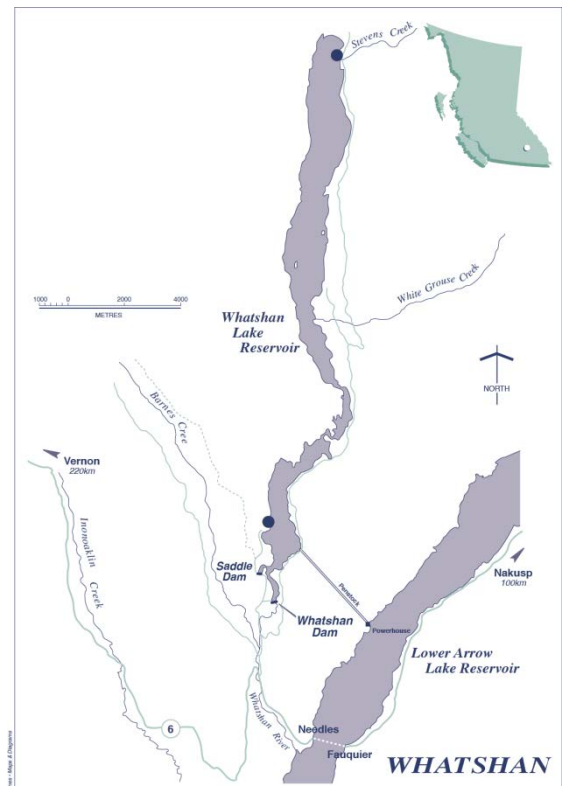 Stevens Creek
White Grouse Creek
1000 0 2000 4000
METRES
Whatshan
Lake
Reservoir
NORTH
Barnes Cree
Vernon
220km
Inonoaklin
Creek
Saddle
Dam
Whatshan
Dam
Penstock
Powerhouse
Nakusp
100km
Lower Arrow
Lake Reservoir
6
Whatshan
River
Needles
Fauquier
WHATSHAN
Maps & Diagrams